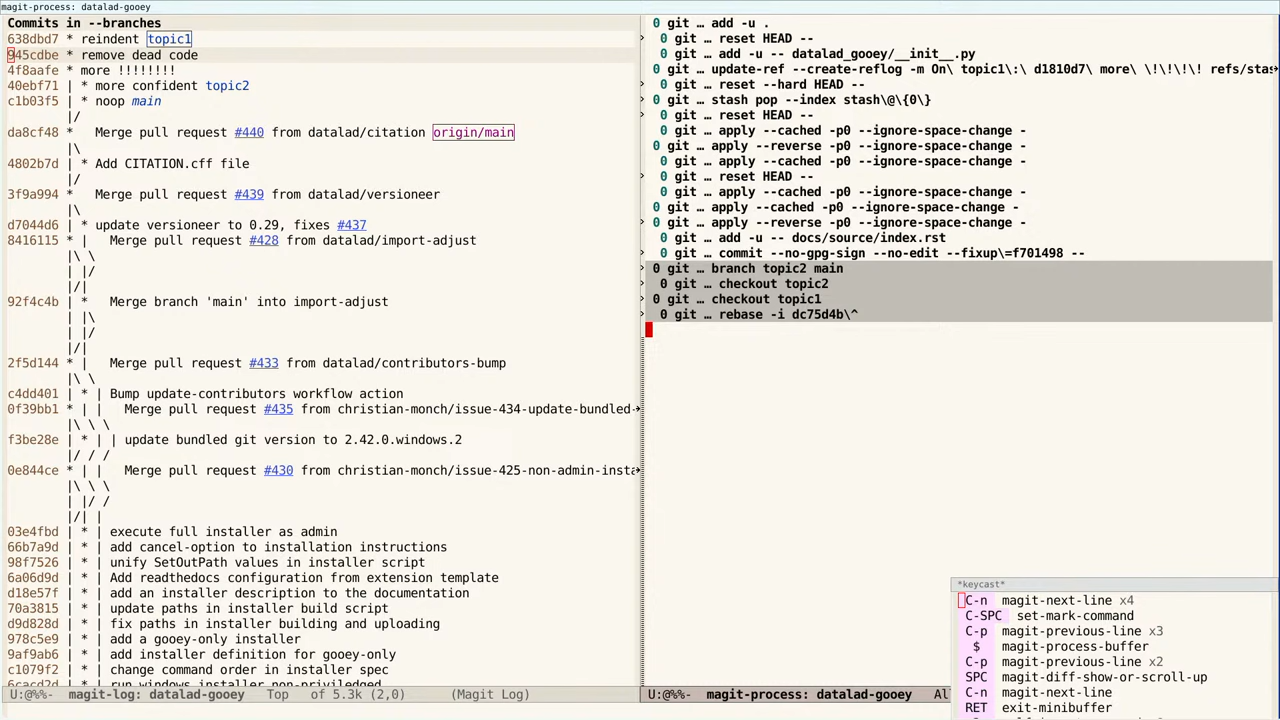 magit-process: datalad-gooey
Commits in --branches
638dbd7 * reindent topic1
945cdbe * remove dead code
4f8aafe * more !!!!!!!!
40ebf71 | * more confident topic2
c1b03f5 | * noop main
|/
da8cf48 *   Merge pull request #440 from datalad/citation origin/main
|\
4802b7d | * Add CITATION.cff file
|/
3f9a994 *   Merge pull request #439 from datalad/versioneer
|\
d7044d6 | * update versioneer to 0.29, fixes #437
8416115 * |   Merge pull request #428 from datalad/import-adjust
|\ \
| |/
|/|
92f4c4b | *   Merge branch 'main' into import-adjust
| |\
| |/
|/|
2f5d144 * |   Merge pull request #433 from datalad/contributors-bump
|\ \
c4dd401 | * | Bump update-contributors workflow action
0f39bb1 * | |   Merge pull request #435 from christian-monch/issue-434-update-bundled-
|\ \ \
f3be28e | * | | update bundled git version to 2.42.0.windows.2
|/ / /
0e844ce * | |   Merge pull request #430 from christian-monch/issue-425-non-admin-insta
|\ \ \
| |/ /
|/| |
03e4fbd | * | execute full installer as admin
66b7a9d | * | add cancel-option to installation instructions
98f7526 | * | unify SetOutPath values in installer script
6a06d9d | * | Add readthedocs configuration from extension template
d18e57f | * | add an installer description to the documentation
70a3815 | * | update paths in installer build script
d9d828d | * | fix paths in installer building and uploading
978c5e9 | * | add a gooey-only installer
9af9ab6 | * | add installer definition for gooey-only
c1079f2 | * | change command order in installer spec
| * | run windows installer non-priviledged
U:@%%-  magit-log: datalad-gooey   Top   of 5.3k (2,0)      (Magit Log)
0 git … add -u .
0 git … reset HEAD --
0 git … add -u -- datalad_gooey/__init__.py
0 git … update-ref --create-reflog -m On\ topic1\:\ d1810d7\ more\ \!\!\!\!\ refs/stas
0 git … reset --hard HEAD --
0 git … stash pop --index stash\@\{0\}
0 git … reset HEAD --
0 git … apply --cached -p0 --ignore-space-change -
0 git … apply --reverse -p0 --ignore-space-change -
0 git … apply --cached -p0 --ignore-space-change -
0 git … reset HEAD --
0 git … apply --cached -p0 --ignore-space-change -
0 git … apply --cached -p0 --ignore-space-change -
0 git … apply --reverse -p0 --ignore-space-change -
0 git … add -u -- docs/source/index.rst
0 git … commit --no-gpg-sign --no-edit --fixup\=f701498 --
0 git … branch topic2 main
0 git … checkout topic2
0 git … checkout topic1
0 git … rebase -i dc75d4b\^
U:@%%-  magit-process: datalad-gooey   Al
*keycast*
C-n magit-next-line x4
C-SPC set-mark-command
C-p magit-previous-line x3
$ magit-process-buffer
C-p magit-previous-line x2
SPC magit-diff-show-or-scroll-up
C-n magit-next-line
RET exit-minibuffer